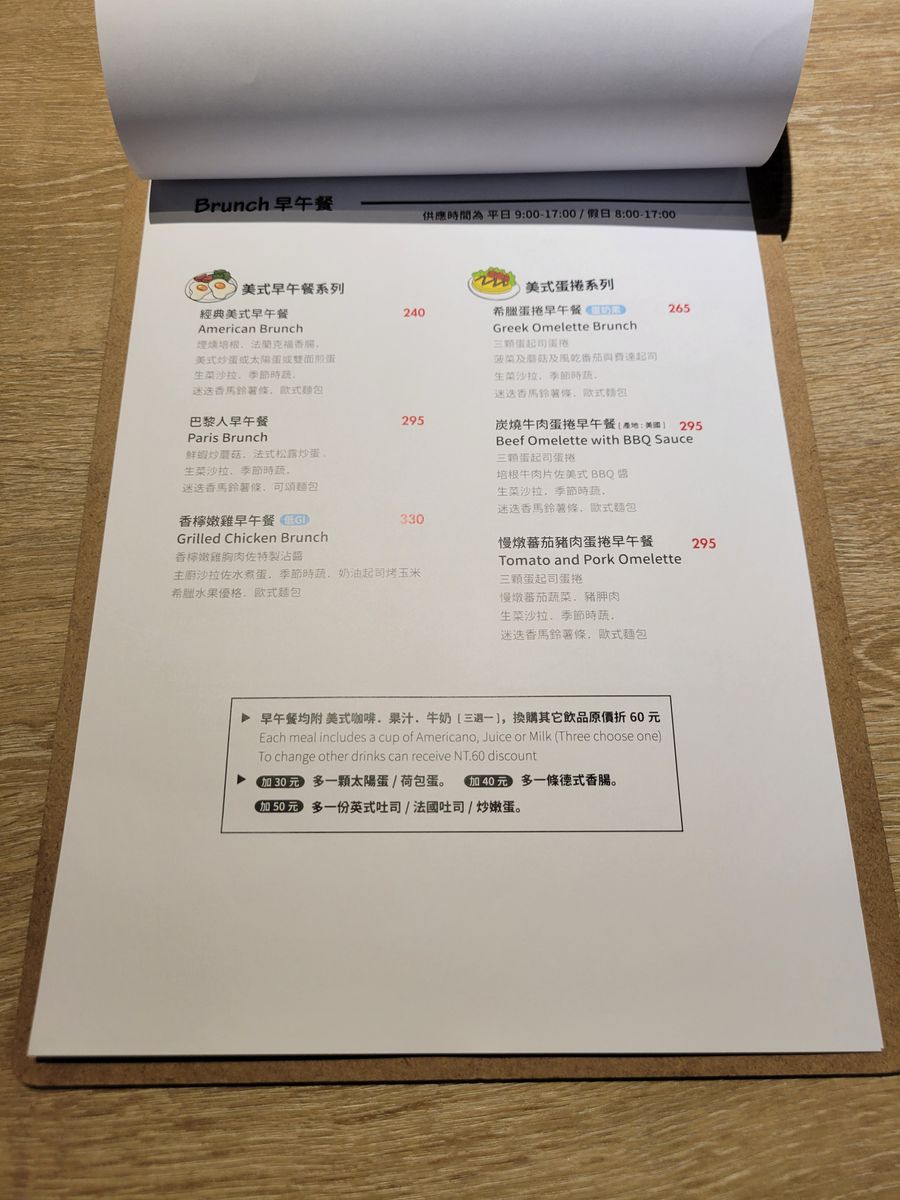 Brunch 早午餐
供應時間為 平日 9:00-17:00 / 假日 8:00-17:00
美式早午餐系列
經典美式早午餐 240
American Brunch
煙燻培根．法蘭克福香腸．
美式炒蛋或太陽蛋或雙面煎蛋
生菜沙拉．季節時蔬．
迷迭香馬鈴薯條．歐式麵包
巴黎人早午餐 295
Paris Brunch
鮮蝦炒蘑菇．法式松露炒蛋．
生菜沙拉．季節時蔬．
迷迭香馬鈴薯條．可頌麵包
香檸嫩雞早午餐 低GI 330
Grilled Chicken Brunch
香檸嫩雞胸肉佐特製沾醬
主廚沙拉佐水煮蛋．季節時蔬．奶油起司烤玉米
希臘水果優格．歐式麵包
美式蛋捲系列
希臘蛋捲早午餐 蛋奶素 265
Greek Omelette Brunch
三顆蛋起司蛋捲
菠菜及蘑菇及風乾番茄與費達起司
生菜沙拉．季節時蔬．
迷迭香馬鈴薯條．歐式麵包
炭燒牛肉蛋捲早午餐 [ 產地 : 美國 ] 295
Beef Omelette with BBQ Sauce
三顆蛋起司蛋捲
培根牛肉片佐美式 BBQ 醬
生菜沙拉．季節時蔬．
迷迭香馬鈴薯條．歐式麵包
慢燉蕃茄豬肉蛋捲早午餐 295
Tomato and Pork Omelette
三顆蛋起司蛋捲
慢燉蕃茄蔬菜．豬胛肉
生菜沙拉．季節時蔬．
迷迭香馬鈴薯條．歐式麵包
▶ 早午餐均附 美式咖啡．果汁．牛奶 [ 三選一 ]，換購其它飲品原價折 60 元
Each meal includes a cup of Americano, Juice or Milk (Three choose one)
To change other drinks can receive NT.60 discount
▶ 加 30 元 多一顆太陽蛋 / 荷包蛋。 加 40 元 多一條德式香腸。
加 50 元 多一份英式吐司 / 法國吐司 / 炒嫩蛋。